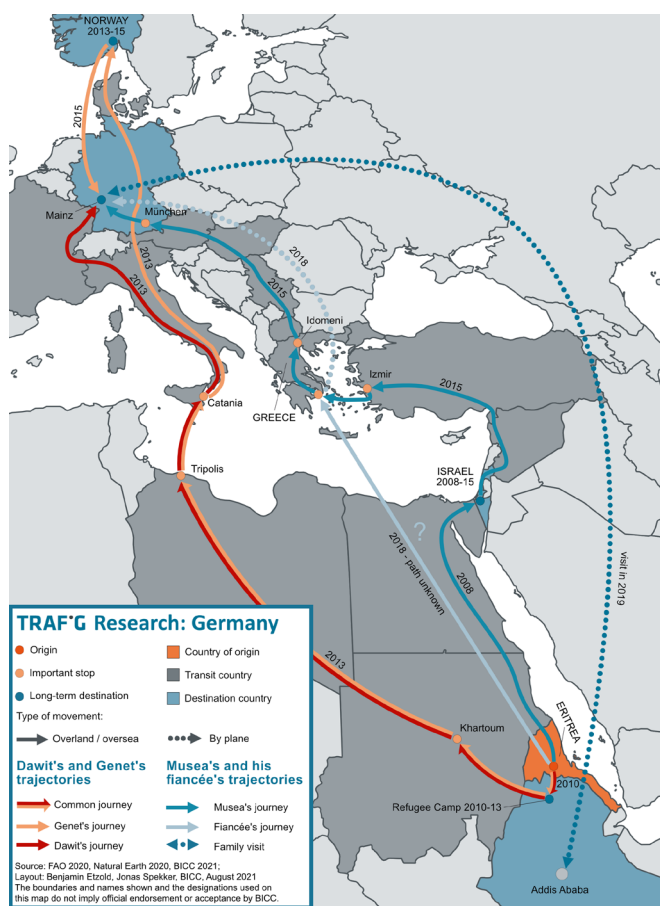 NORWAY
2013-15
2015
Mainz
München
2013
2013
2018
2015
Idomeni
Izmir
2015
Catania
GREECE
Tripolis
ISRAEL
2008-15
?
2018 - path unknown
2008
visit in 2019
2013
Khartoum
ERITREA
2010
Refugee Camp 2010-13
Addis Ababa
TRAFIG Research: Germany
Origin
Important stop
Long-term destination
Country of origin
Transit country
Destination country
Type of movement:
Overland / oversea
By plane
Dawit's and Genet's
trajectories
Common journey
Genet's journey
Dawit's journey
Musea's and his
fiancée's trajectories
Musea's journey
Fiancée's journey
Family visit
Source: FAO 2020, Natural Earth 2020, BICC 2021;
Layout: Benjamin Etzold, Jonas Spekker, BICC, August 2021
The boundaries and names shown and the designations used on
this map do not imply official endorsement or acceptance by BICC.